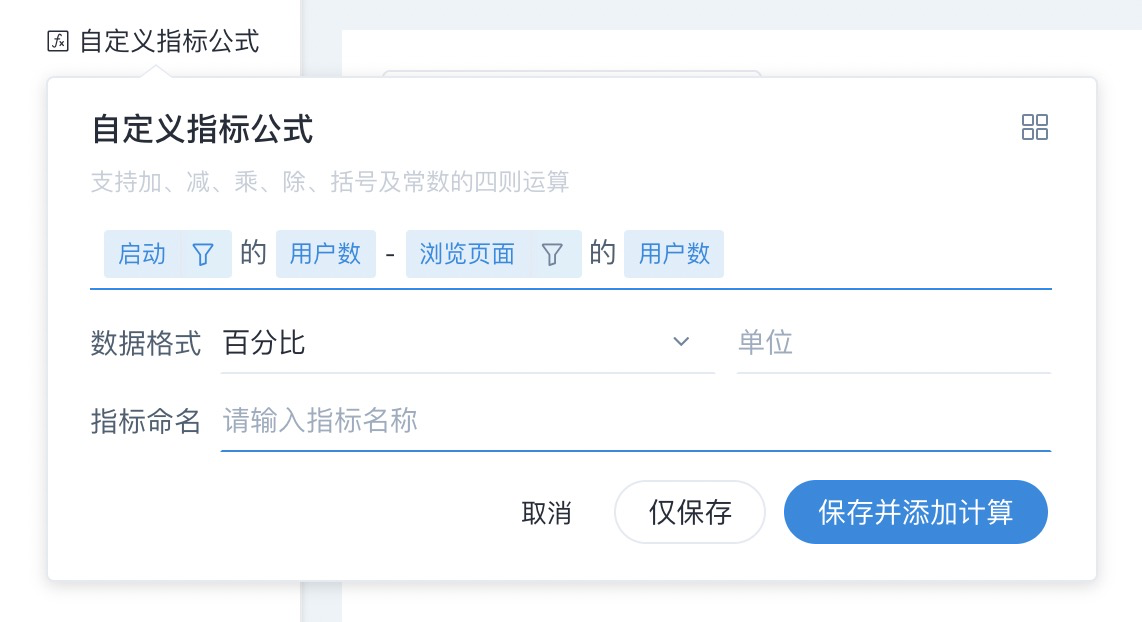 自定义指标公式
自定义指标公式
支持加、减、乘、除、括号及常数的四则运算
启动 的 用户数 - 浏览页面 的 用户数
数据格式 百分比 单位
指标命名 请输入指标名称
取消 仅保存 保存并添加计算